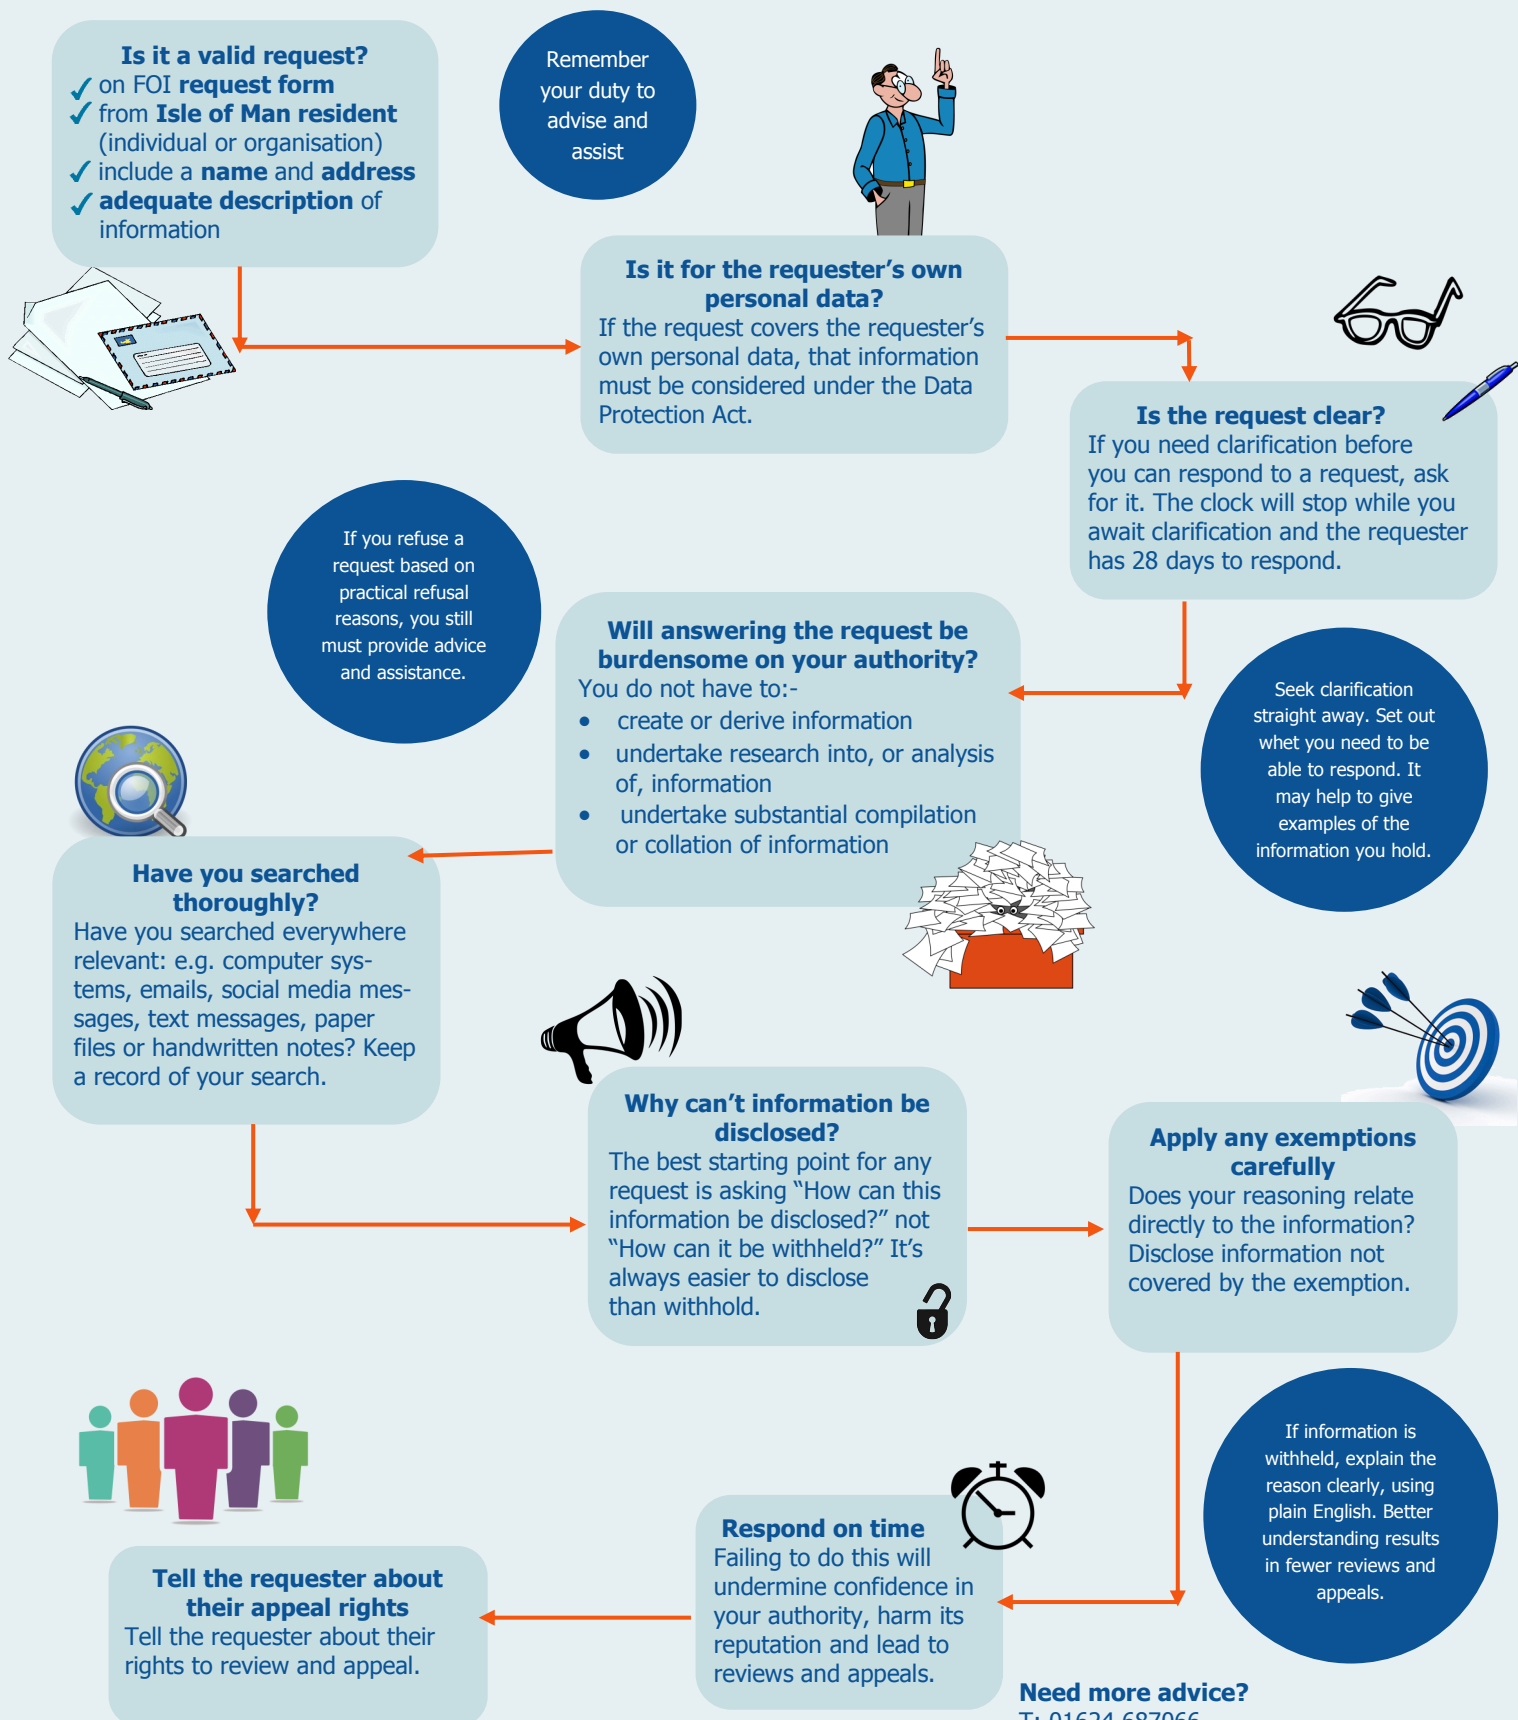 Is it a valid request?
on FOI request form
from Isle of Man resident
(individual or organisation)
include a name and address
adequate description of
information
Remember
your duty to
advise and
assist
Is it for the requester’s own
personal data?
If the request covers the requester’s
own personal data, that information
must be considered under the Data
Protection Act.
Is the request clear?
If you need clarification before
you can respond to a request, ask
for it. The clock will stop while you
await clarification and the requester
has 28 days to respond.
If you refuse a
request based on
practical refusal
reasons, you still
must provide advice
and assistance.
Will answering the request be
burdensome on your authority?
You do not have to:-
• create or derive information
• undertake research into, or analysis
of, information
• undertake substantial compilation
or collation of information
Seek clarification
straight away. Set out
whet you need to be
able to respond. It
may help to give
examples of the
information you hold.
Have you searched
thoroughly?
Have you searched everywhere
relevant: e.g. computer sys-
tems, emails, social media mes-
sages, text messages, paper
files or handwritten notes? Keep
a record of your search.
Why can’t information be
disclosed?
The best starting point for any
request is asking “How can this
information be disclosed?” not
“How can it be withheld?” It’s
always easier to disclose
than withhold.
Apply any exemptions
carefully
Does your reasoning relate
directly to the information?
Disclose information not
covered by the exemption.
If information is
withheld, explain the
reason clearly, using
plain English. Better
understanding results
in fewer reviews and
appeals.
Respond on time
Failing to do this will
undermine confidence in
your authority, harm its
reputation and lead to
reviews and appeals.
Tell the requester about
their appeal rights
Tell the requester about their
rights to review and appeal.
Need more advice?
T: 01624 687066